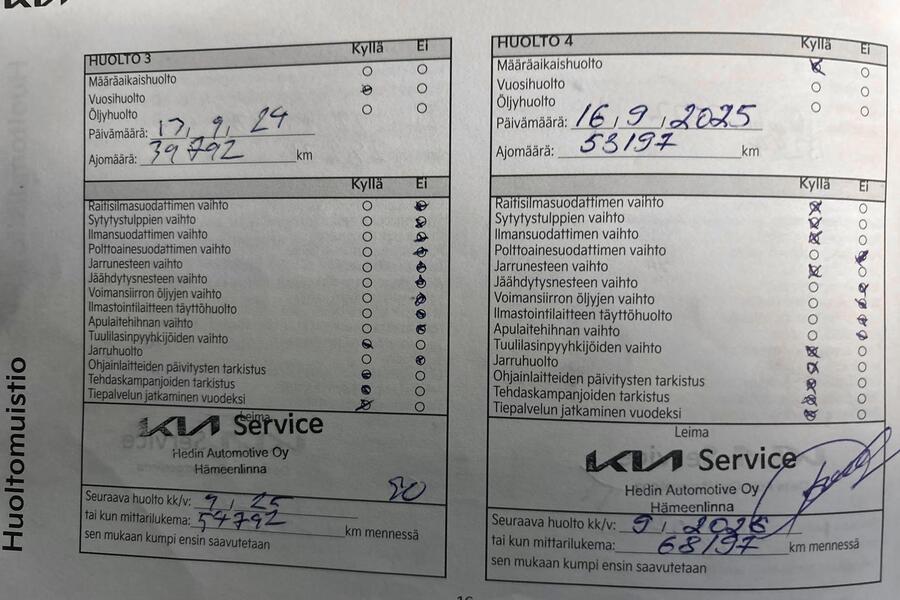 KIA
Huoltomuistio
HUOLTO 3 Kyllä Ei
Määräaikaishuolto
Vuosihuolto
Öljyhuolto
Päivämäärä: 17, 9, 24
Ajomäärä: 39 792 km
Kyllä Ei
Raitisilmasuodattimen vaihto
Sytytystulppien vaihto
Ilmansuodattimen vaihto
Polttoainesuodattimen vaihto
Jarrunesteen vaihto
Jäähdytysnesteen vaihto
Voimansiirron öljyjen vaihto
Ilmastointilaitteen täyttöhuolto
Apulaitehihnan vaihto
Tuulilasinpyyhkijöiden vaihto
Jarruhuolto
Ohjainlaitteiden päivitysten tarkistus
Tehdaskampanjoiden tarkistus
Tiepalvelun jatkaminen vuodeksi
Leima
KIA Service
Hedin Automotive Oy
Hämeenlinna
Seuraava huolto kk/v: 9, 25
tai kun mittarilukema: 54792 km mennessä
sen mukaan kumpi ensin saavutetaan
HUOLTO 4 Kyllä Ei
Määräaikaishuolto
Vuosihuolto
Öljyhuolto
Päivämäärä: 16, 9, 2025
Ajomäärä: 53197 km
Kyllä Ei
Raitisilmasuodattimen vaihto
Sytytystulppien vaihto
Ilmansuodattimen vaihto
Polttoainesuodattimen vaihto
Jarrunesteen vaihto
Jäähdytysnesteen vaihto
Voimansiirron öljyjen vaihto
Ilmastointilaitteen täyttöhuolto
Apulaitehihnan vaihto
Tuulilasinpyyhkijöiden vaihto
Jarruhuolto
Ohjainlaitteiden päivitysten tarkistus
Tehdaskampanjoiden tarkistus
Tiepalvelun jatkaminen vuodeksi
Leima
KIA Service
Hedin Automotive Oy
Hämeenlinna
Seuraava huolto kk/v: 9, 2026
tai kun mittarilukema: 68197 km mennessä
sen mukaan kumpi ensin saavutetaan